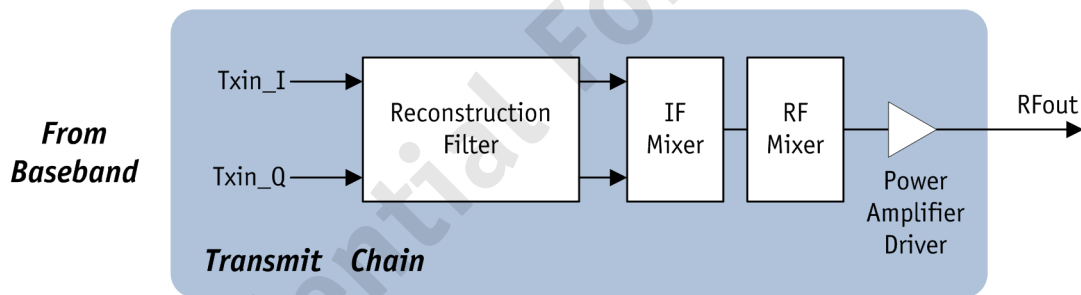 From
Baseband
Txin_I
Txin_Q
Reconstruction
Filter
IF
Mixer
RF
Mixer
Power
Amplifier
Driver
RFout
Transmit Chain